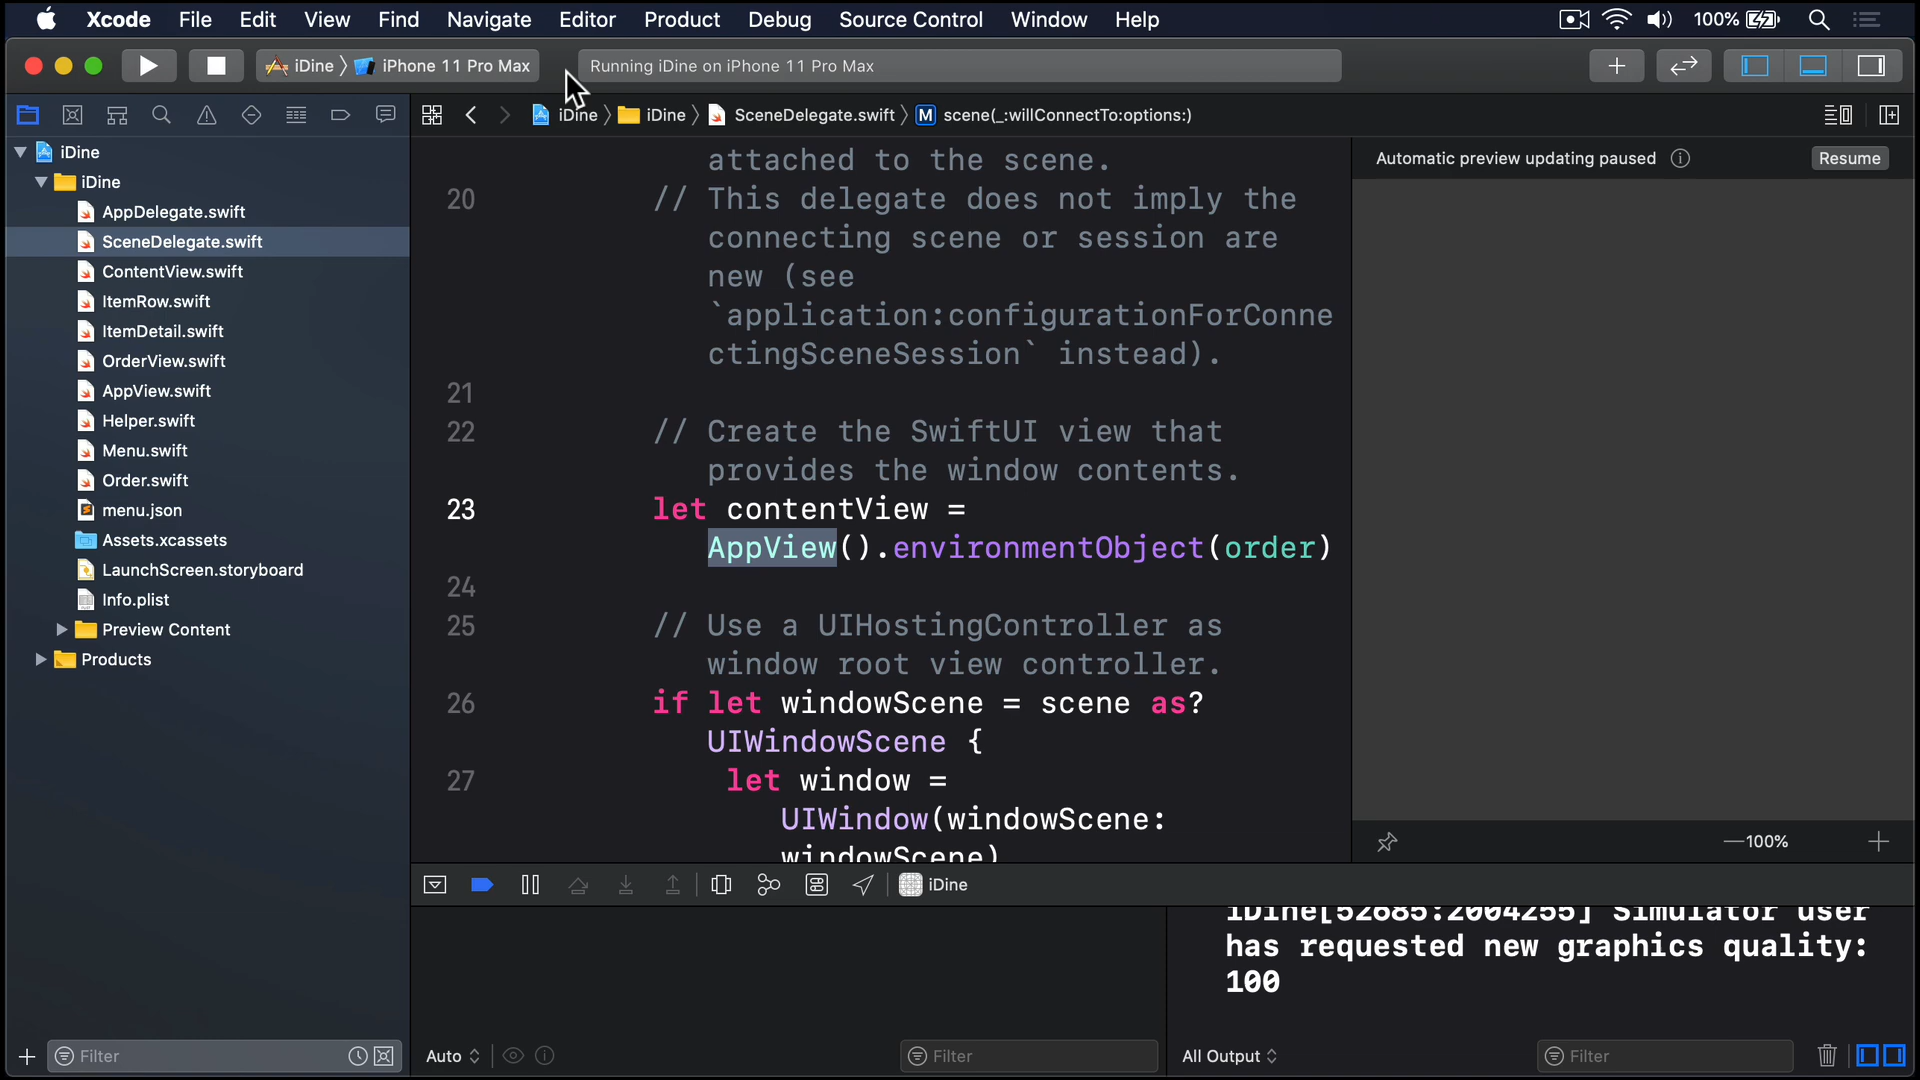 Xcode File Edit View Find Navigate Editor Product Debug Source Control Window Help 100%
iDine iPhone 11 Pro Max Running iDine on iPhone 11 Pro Max
iDine iDine SceneDelegate.swift M scene(_:willConnectTo:options:)
iDine
iDine
AppDelegate.swift
SceneDelegate.swift
ContentView.swift
ItemRow.swift
ItemDetail.swift
OrderView.swift
AppView.swift
Helper.swift
Menu.swift
Order.swift
menu.json
Assets.xcassets
LaunchScreen.storyboard
Info.plist
Preview Content
Products
Filter
attached to the scene.
20 // This delegate does not imply the
connecting scene or session are
new (see
`application:configurationForConne
ctingSceneSession` instead).
21
22 // Create the SwiftUI view that
provides the window contents.
23 let contentView =
AppView().environmentObject(order)
24
25 // Use a UIHostingController as
window root view controller.
26 if let windowScene = scene as?
UIWindowScene {
27 let window =
UIWindow(windowScene:
windowScene)
Automatic preview updating paused Resume
100%
iDine
iDine[52685:2004255] Simulator user
has requested new graphics quality:
100
Auto Filter
All Output Filter